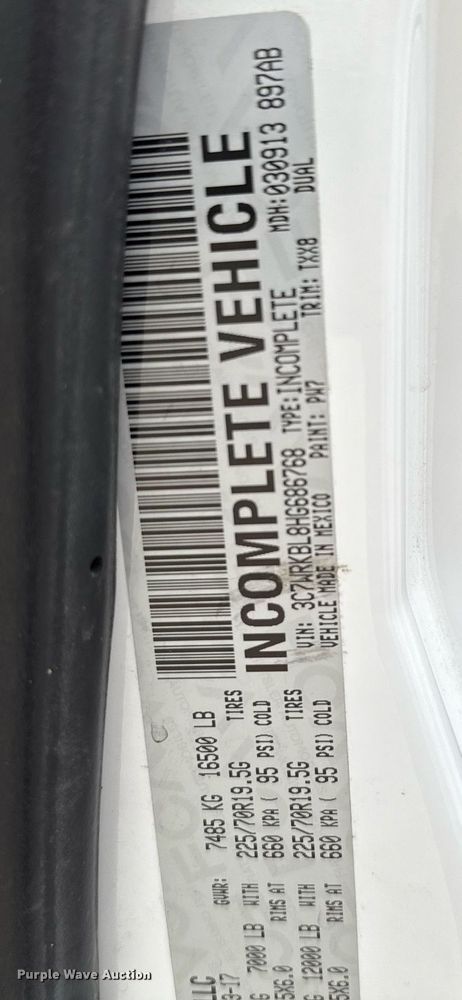 LLC GVWR: 7485 KG 16500 LB
3-17
G 7000 LB WITH 225/70R19.5G TIRES
5X6.0 RIMS AT 660 KPA ( 95 PSI) COLD
G 12000 LB WITH 225/70R19.5G TIRES
5X6.0 RIMS AT 660 KPA ( 95 PSI) COLD
INCOMPLETE VEHICLE
MDH:030913 897AB
DUAL
VIN: 3C7WRKBL8HG686768 TYPE:INCOMPLETE
VEHICLE MADE IN MEXICO PAINT: PW7 TRIM: TXX8
Purple Wave Auction